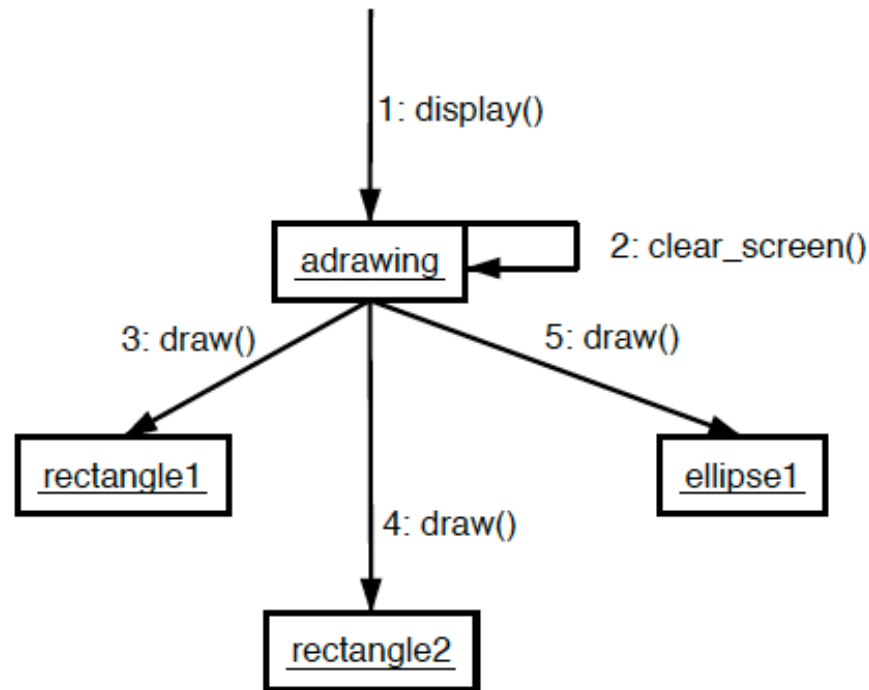 1: display()
adrawing
2: clear_screen()
3: draw()
5: draw()
rectangle1
ellipse1
4: draw()
rectangle2